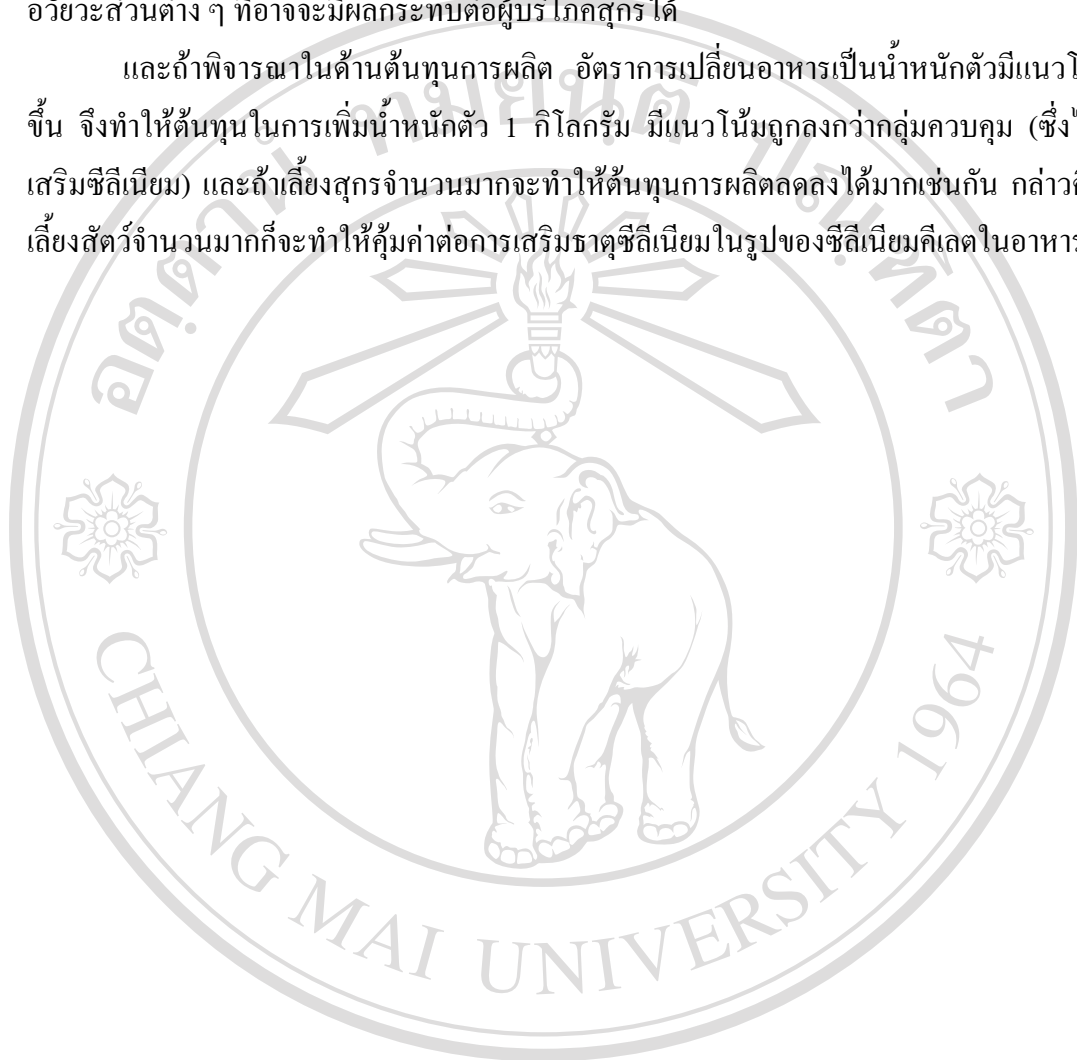 อวัยวะส่วนต่าง ๆ ที่อาจจะมีผลกระทบต่อผู้บริโภคสุกรได้
และถ้าพิจารณาในด้านต้นทุนการผลิต อัตราการเปลี่ยนอาหารเป็นน้ำหนักตัวมีแนวโ
ขึ้น จึงทำให้ต้นทุนในการเพิ่มน้ำหนักตัว 1 กิโลกรัม มีแนวโน้มถูกลงกว่ากลุ่มควบคุม (ซึ่งไ
เสริมซีลีเนียม) และถ้าเลี้ยงสุกรจำนวนมากจะทำให้ต้นทุนการผลิตลดลงได้มากเช่นกัน กล่าวคื
เลี้ยงสัตว์จำนวนมากก็จะทำให้คุ้มค่าต่อการเสริมธาตุซีลีเนียมในรูปของซีลีเนียมคีเลตในอาหาร
อตฺตานํ ทมยนฺติ ปณฺฑิตา
CHIANG MAI UNIVERSITY 1964